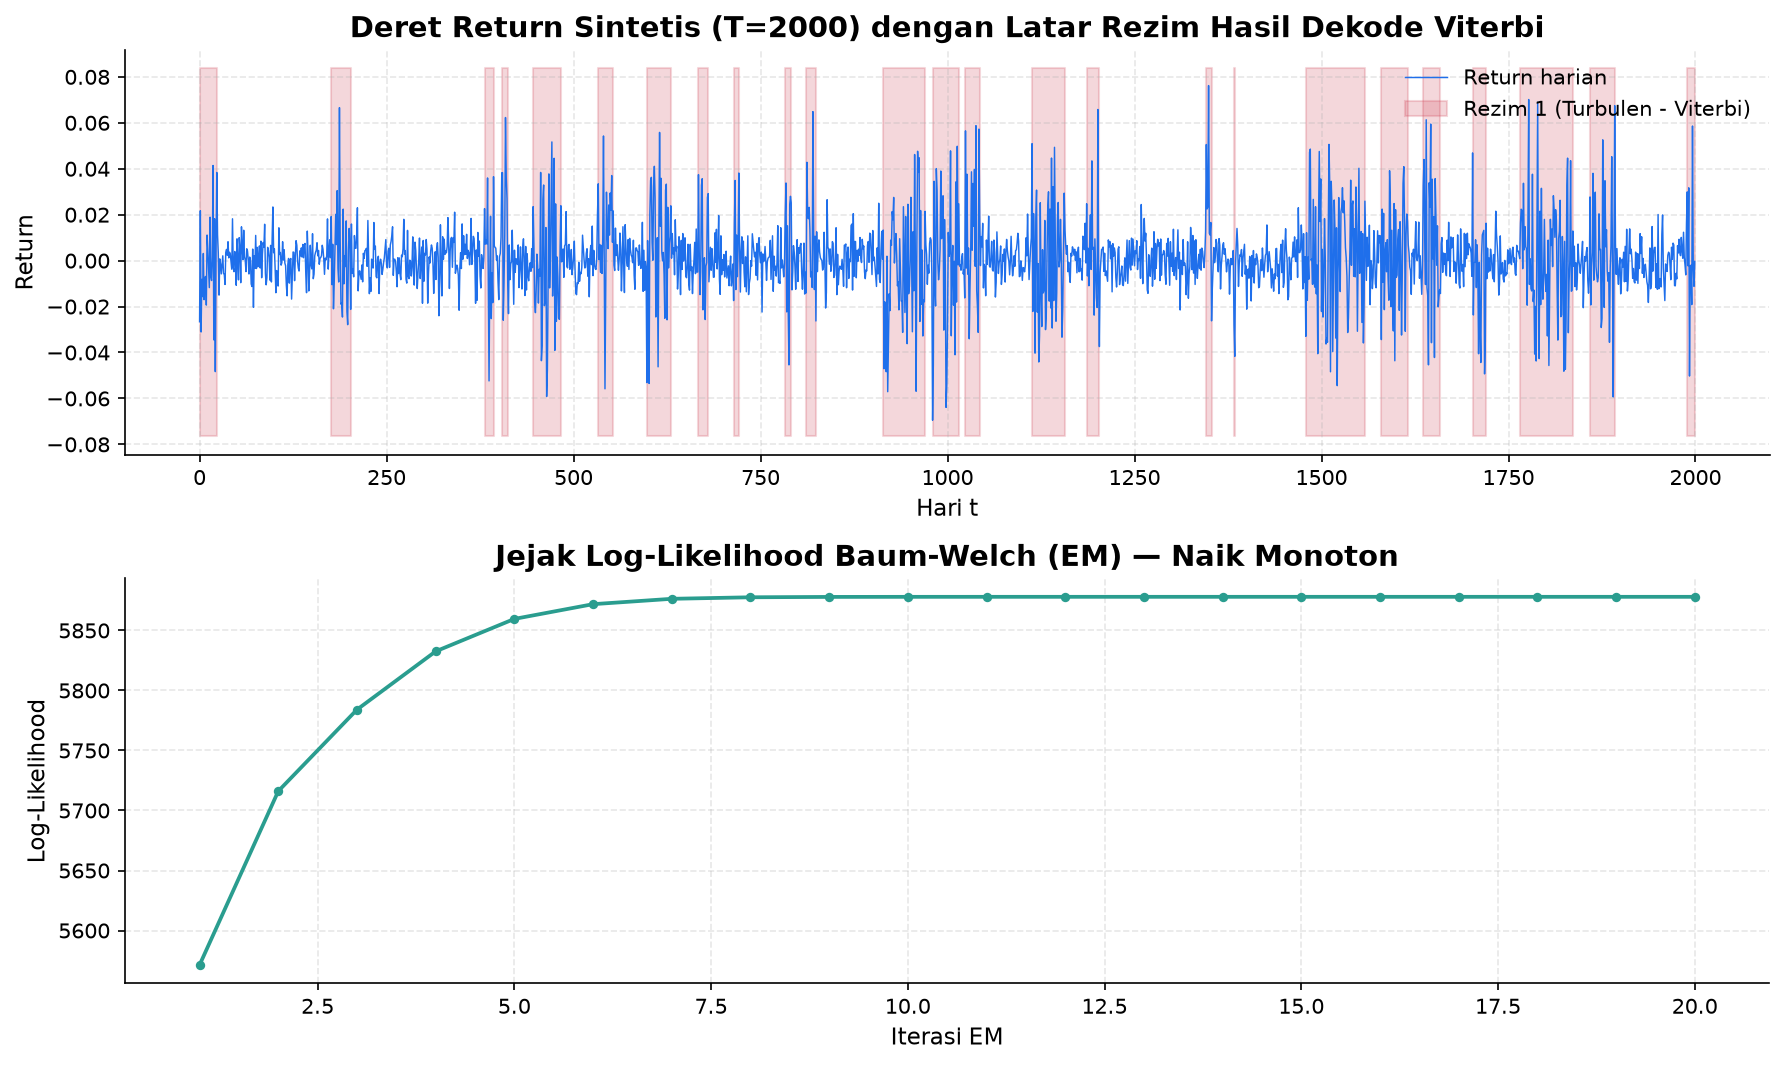 Deret Return Sintetis (T=2000) dengan Latar Rezim Hasil Dekode Viterbi
Return harian
Rezim 1 (Turbulen - Viterbi)
Return
0.08
0.06
0.04
0.02
0.00
−0.02
−0.04
−0.06
−0.08
0 250 500 750 1000 1250 1500 1750 2000
Hari t
Jejak Log-Likelihood Baum-Welch (EM) — Naik Monoton
Log-Likelihood
5850
5800
5750
5700
5650
5600
2.5 5.0 7.5 10.0 12.5 15.0 17.5 20.0
Iterasi EM